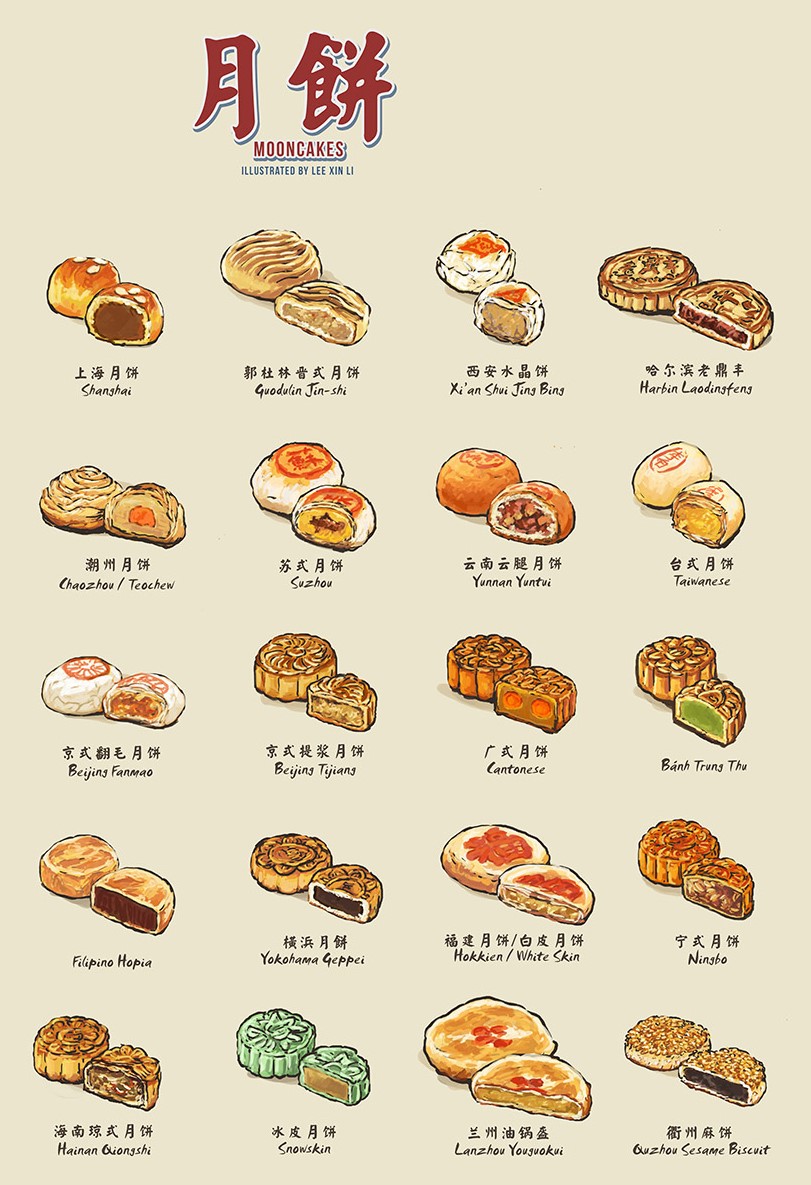 月餅
MOONCAKES
ILLUSTRATED BY LEE XIN LI
上海月饼
Shanghai
郭杜林晋式月饼
Guodulin Jin-shi
西安水晶饼
Xi'an Shui Jing Bing
哈尔滨老鼎丰
Harbin Laodingfeng
潮州月饼
Chaozhou / Teochew
苏式月饼
Suzhou
云南云腿月饼
Yunnan Yuntui
台式月饼
Taiwanese
京式翻毛月饼
Beijing Fanmao
京式提浆月饼
Beijing Tijiang
广式月饼
Cantonese
Bánh Trung Thu
Filipino Hopia
橫浜月餅
Yokohama Geppei
福建月饼/白皮月饼
Hokkien / White Skin
宁式月饼
Ningbo
海南琼式月饼
Hainan Qiongshi
冰皮月饼
Snowskin
兰州油锅盔
Lanzhou Youguokui
衢州麻饼
Quzhou Sesame Biscuit